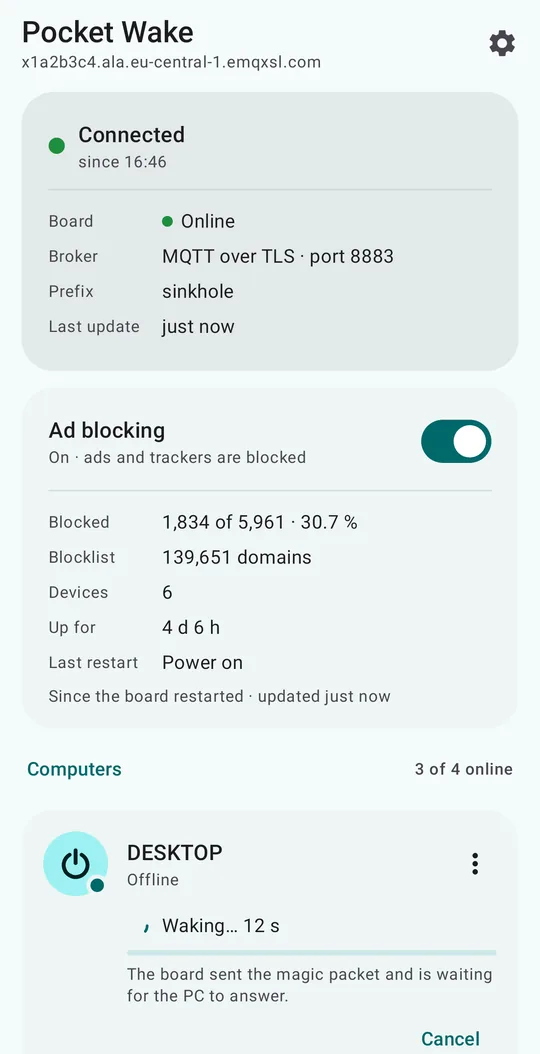 Pocket Wake
x1a2b3c4.ala.eu-central-1.emqxsl.com
Connected
since 16:46
Board Online
Broker MQTT over TLS · port 8883
Prefix sinkhole
Last update just now
Ad blocking
On · ads and trackers are blocked
Blocked 1,834 of 5,961 · 30.7 %
Blocklist 139,651 domains
Devices 6
Up for 4 d 6 h
Last restart Power on
Since the board restarted · updated just now
Computers 3 of 4 online
DESKTOP
Offline
Waking… 12 s
The board sent the magic packet and is waiting
for the PC to answer.
Cancel